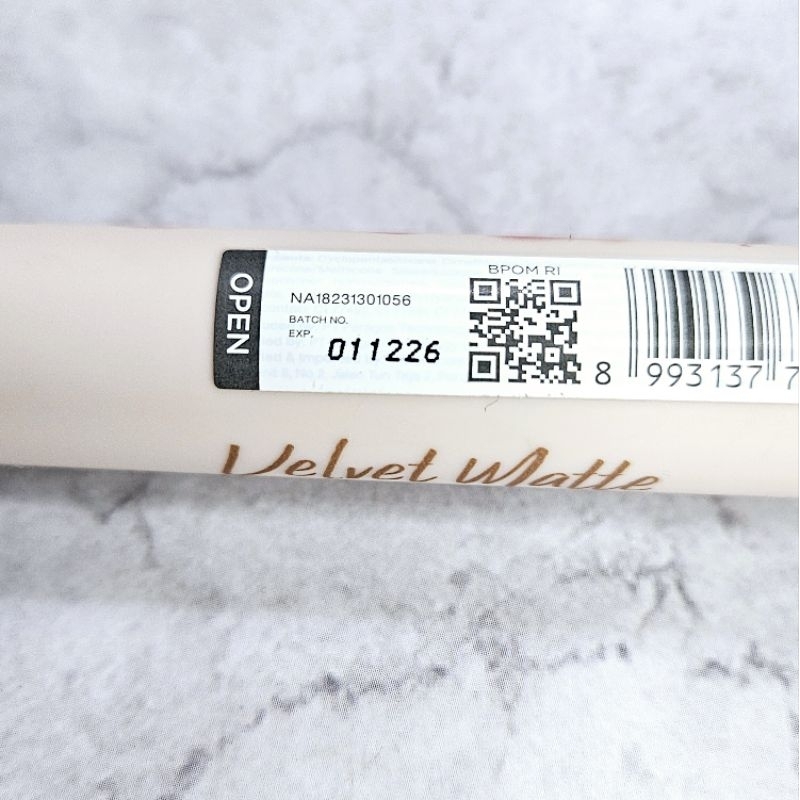 OPEN
BPOM RI
NA18231301056
BATCH NO.
EXP.
011226
8 993137 7
Velvet Matte